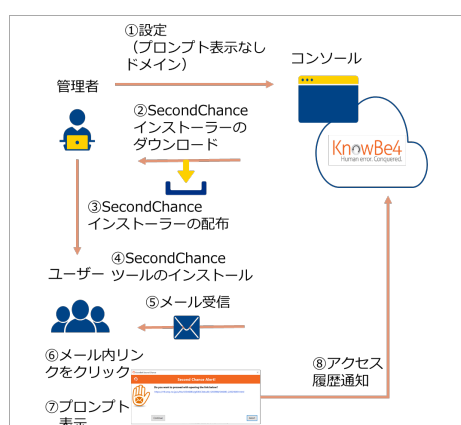 ①設定
（プロンプト表示なし
ドメイン）
コンソール
管理者
②SecondChance
インストーラーの
ダウンロード
KnowBe4
Human error. Conquered.
③SecondChance
インストーラーの配布
ユーザー
④SecondChance
ツールのインストール
⑤メール受信
⑥メール内リン
クをクリック
⑧アクセス
履歴通知
Second Chance Alert!
⑦プロンプト
表示